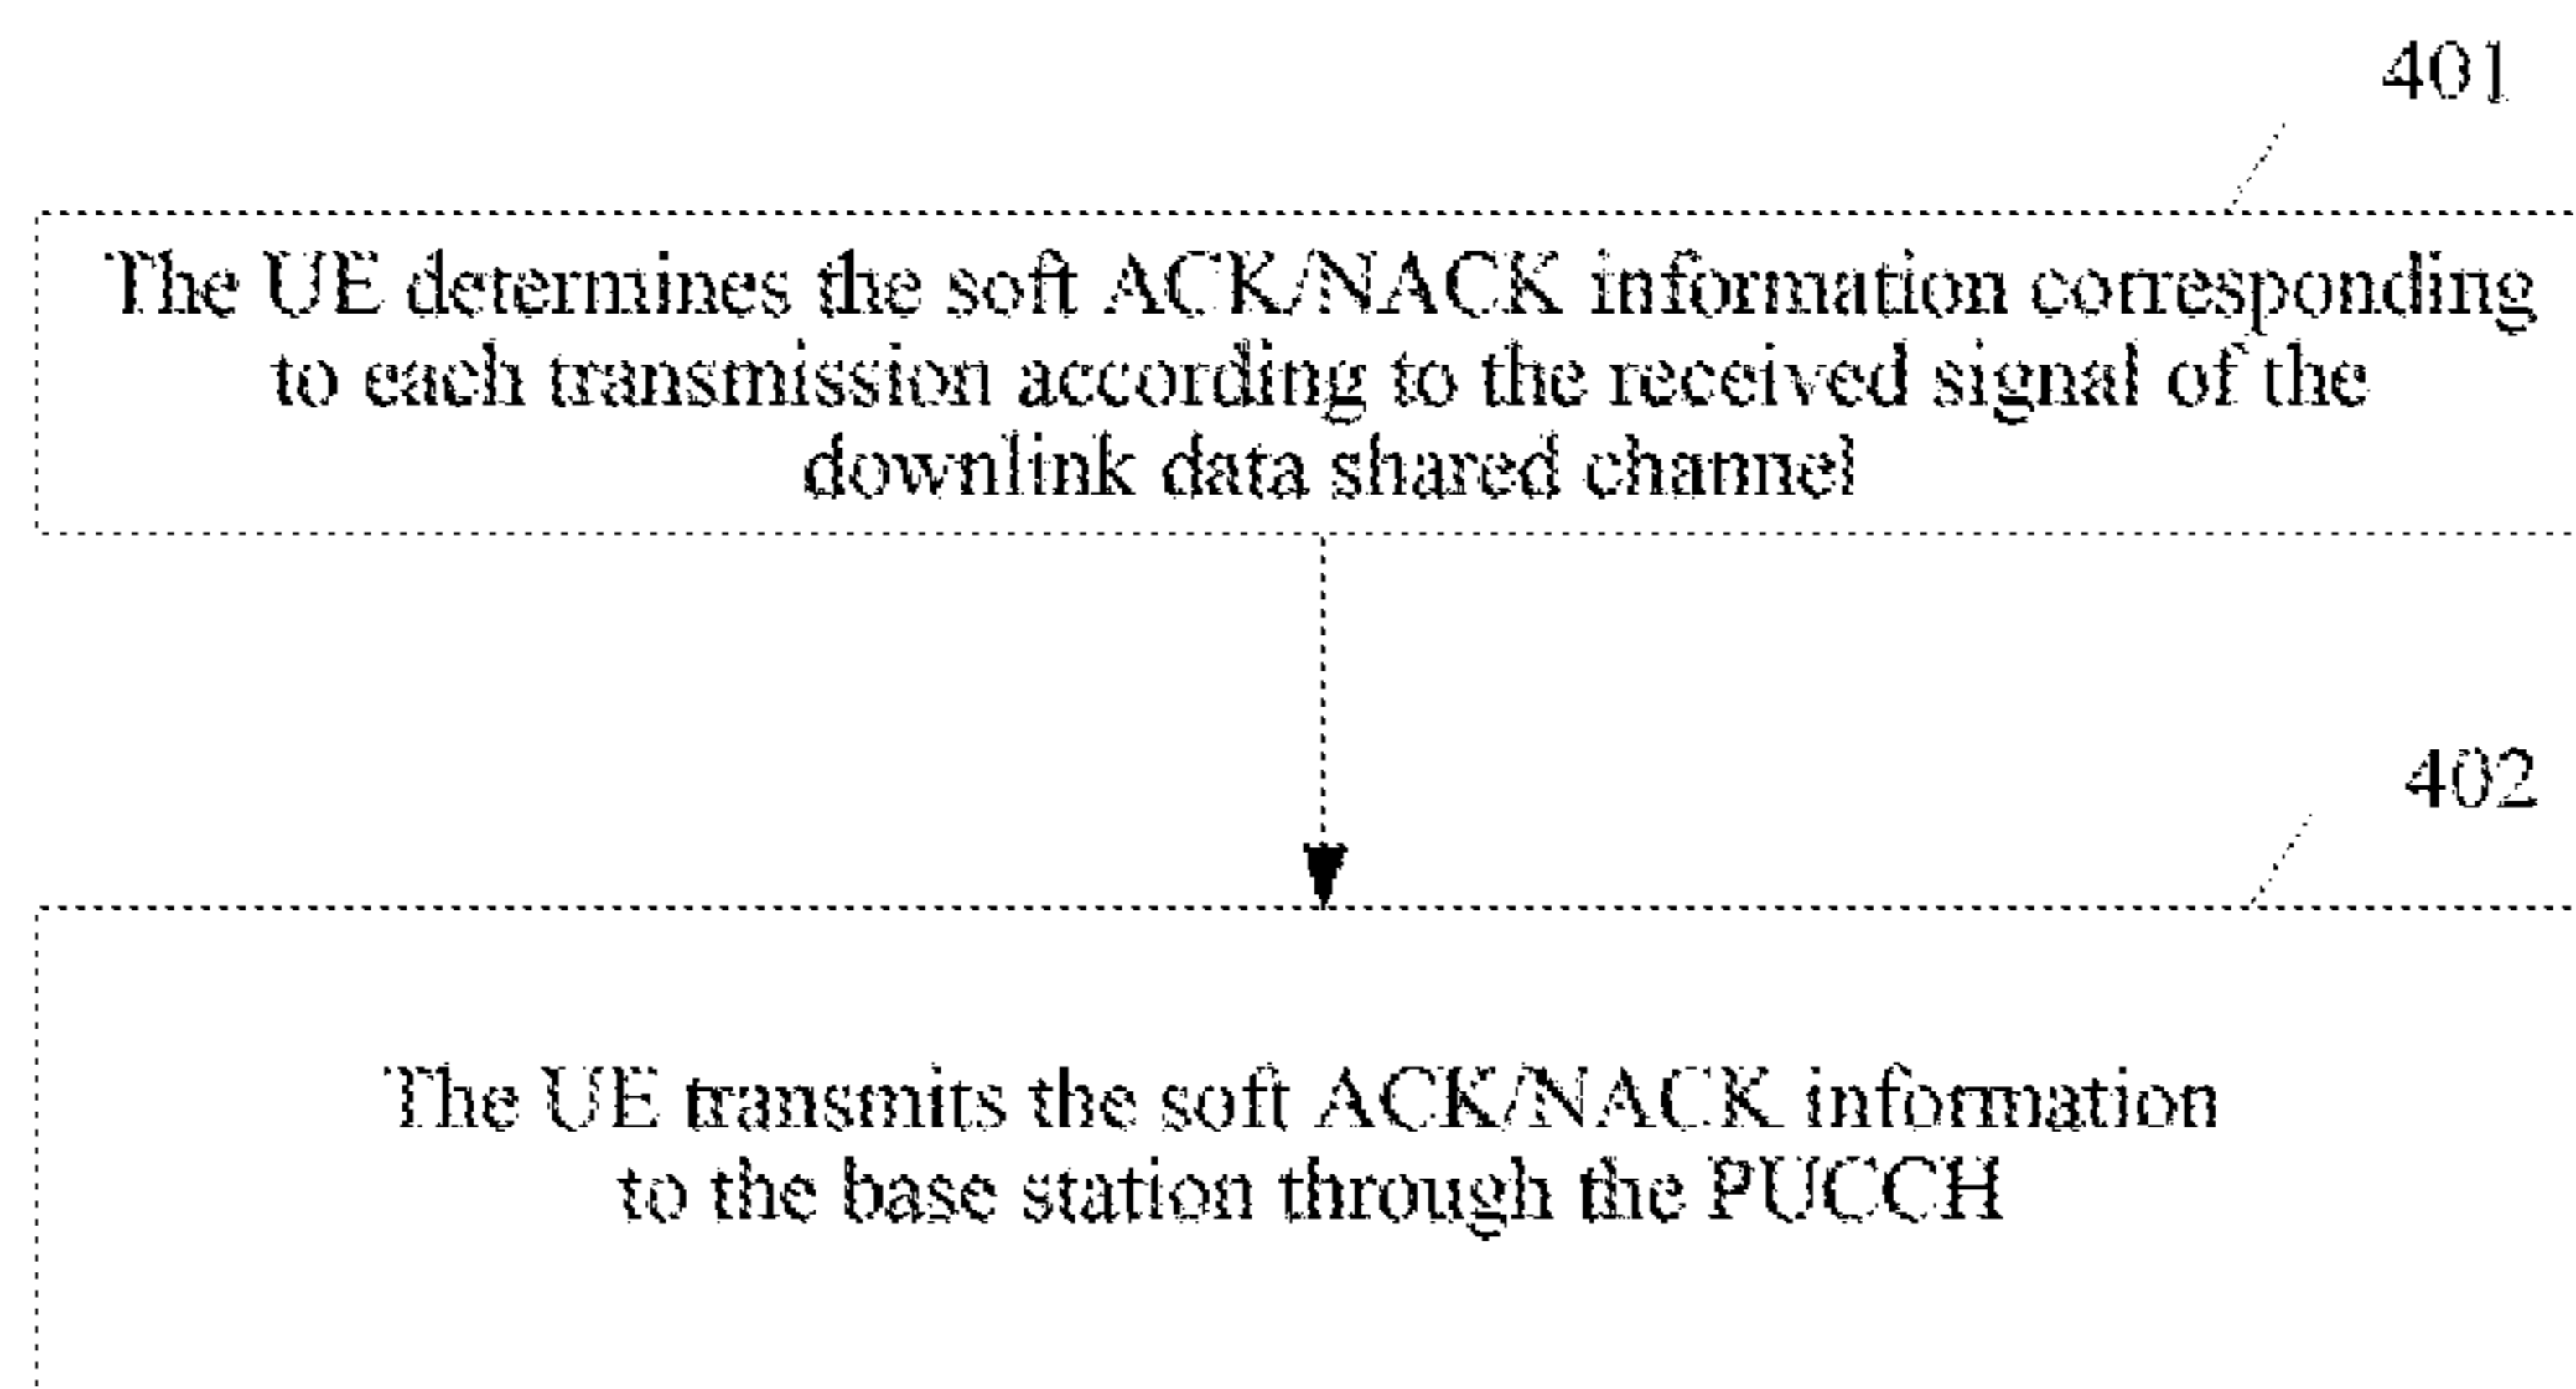 401
The UE determines the soft ACK/NACK information corresponding
to each transmission according to the received signal of the
downlink data shared channel
402
The UE transmits the soft ACK/NACK information
to the base station through the PUCCH